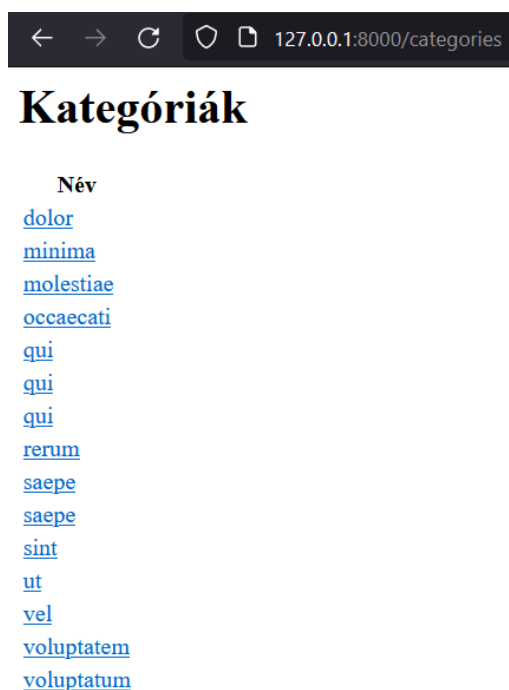 127.0.0.1:8000/categories
Kategóriák
Név
dolor
minima
molestiae
occaecati
qui
qui
qui
rerum
saepe
saepe
sint
ut
vel
voluptatem
voluptatum